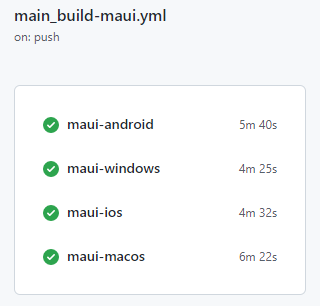 main_build-maui.yml
on: push
maui-android 5m 40s
maui-windows 4m 25s
maui-ios 4m 32s
maui-macos 6m 22s